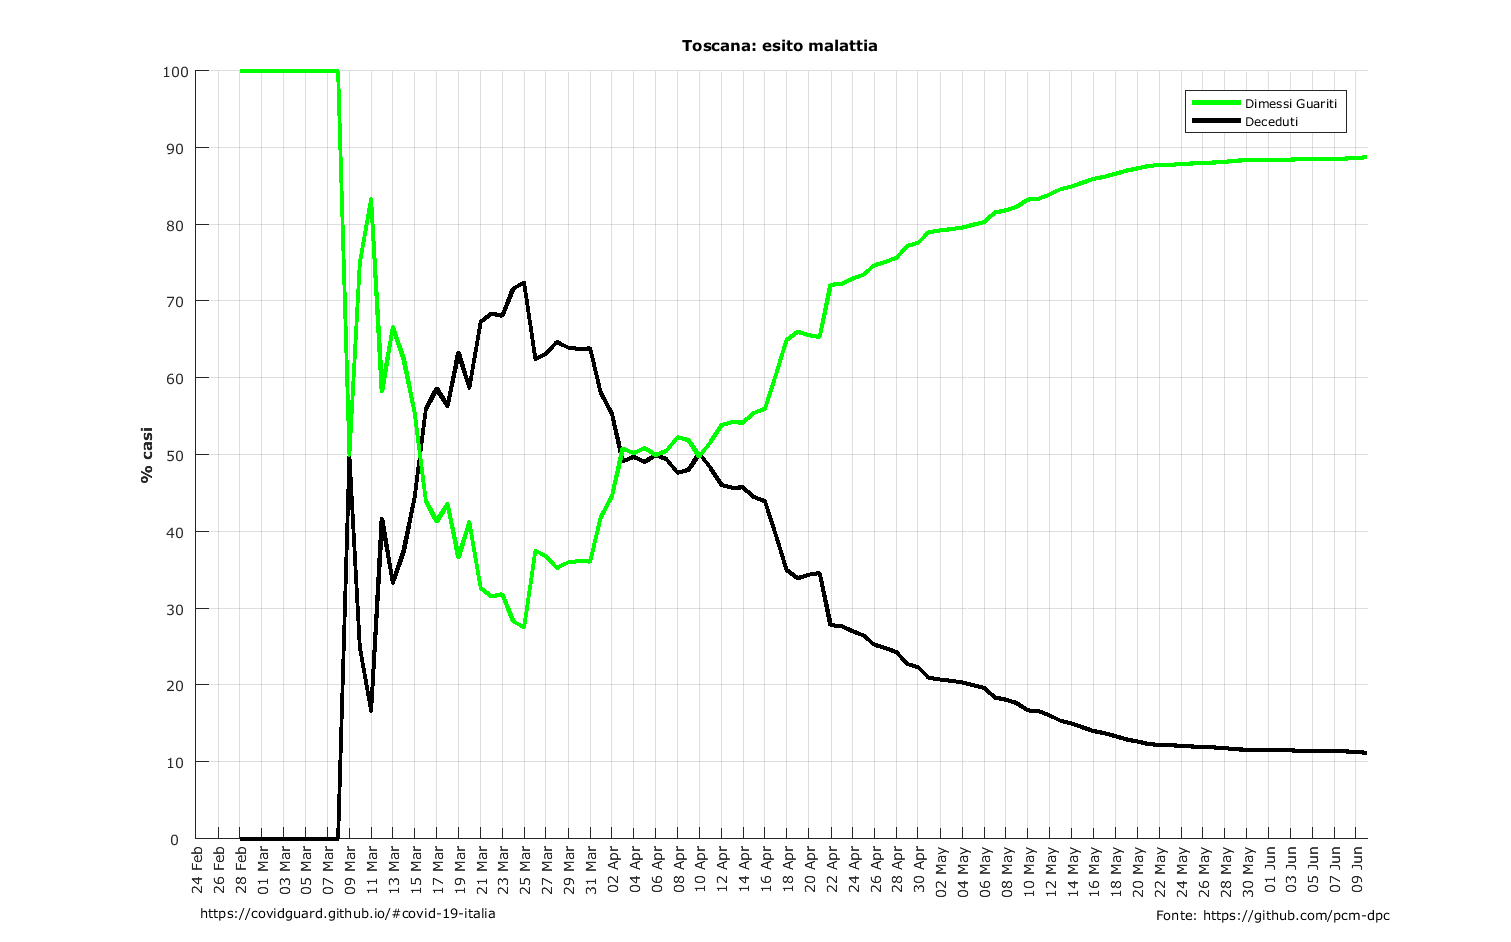 Toscana: esito malattia
Dimessi Guariti
Deceduti
% casi
100
90
80
70
60
50
40
30
20
10
0
24 Feb
26 Feb
28 Feb
01 Mar
03 Mar
05 Mar
07 Mar
09 Mar
11 Mar
13 Mar
15 Mar
17 Mar
19 Mar
21 Mar
23 Mar
25 Mar
27 Mar
29 Mar
31 Mar
02 Apr
04 Apr
06 Apr
08 Apr
10 Apr
12 Apr
14 Apr
16 Apr
18 Apr
20 Apr
22 Apr
24 Apr
26 Apr
28 Apr
30 Apr
02 May
04 May
06 May
08 May
10 May
12 May
14 May
16 May
18 May
20 May
22 May
24 May
26 May
28 May
30 May
01 Jun
03 Jun
05 Jun
07 Jun
09 Jun
https://covidguard.github.io/#covid-19-italia
Fonte: https://github.com/pcm-dpc